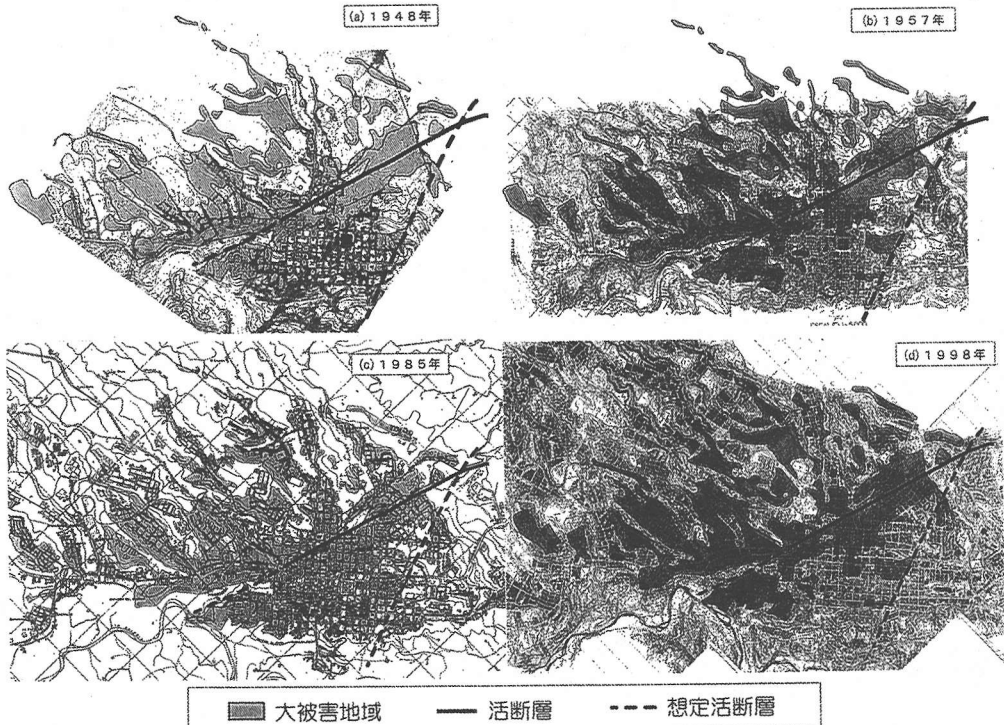 (a) 1948年
(b) 1957年
(c) 1985年
(d) 1998年
大被害地域 活断層 想定活断層